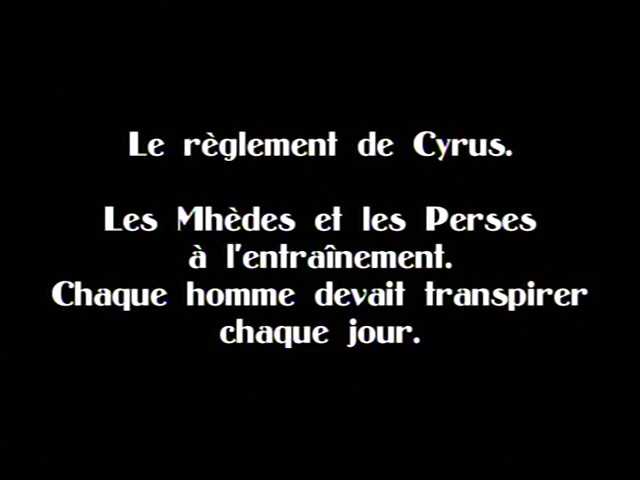 Le règlement de Cyrus.
Les Mhèdes et les Perses
à l'entraînement.
Chaque homme devait transpirer
chaque jour.